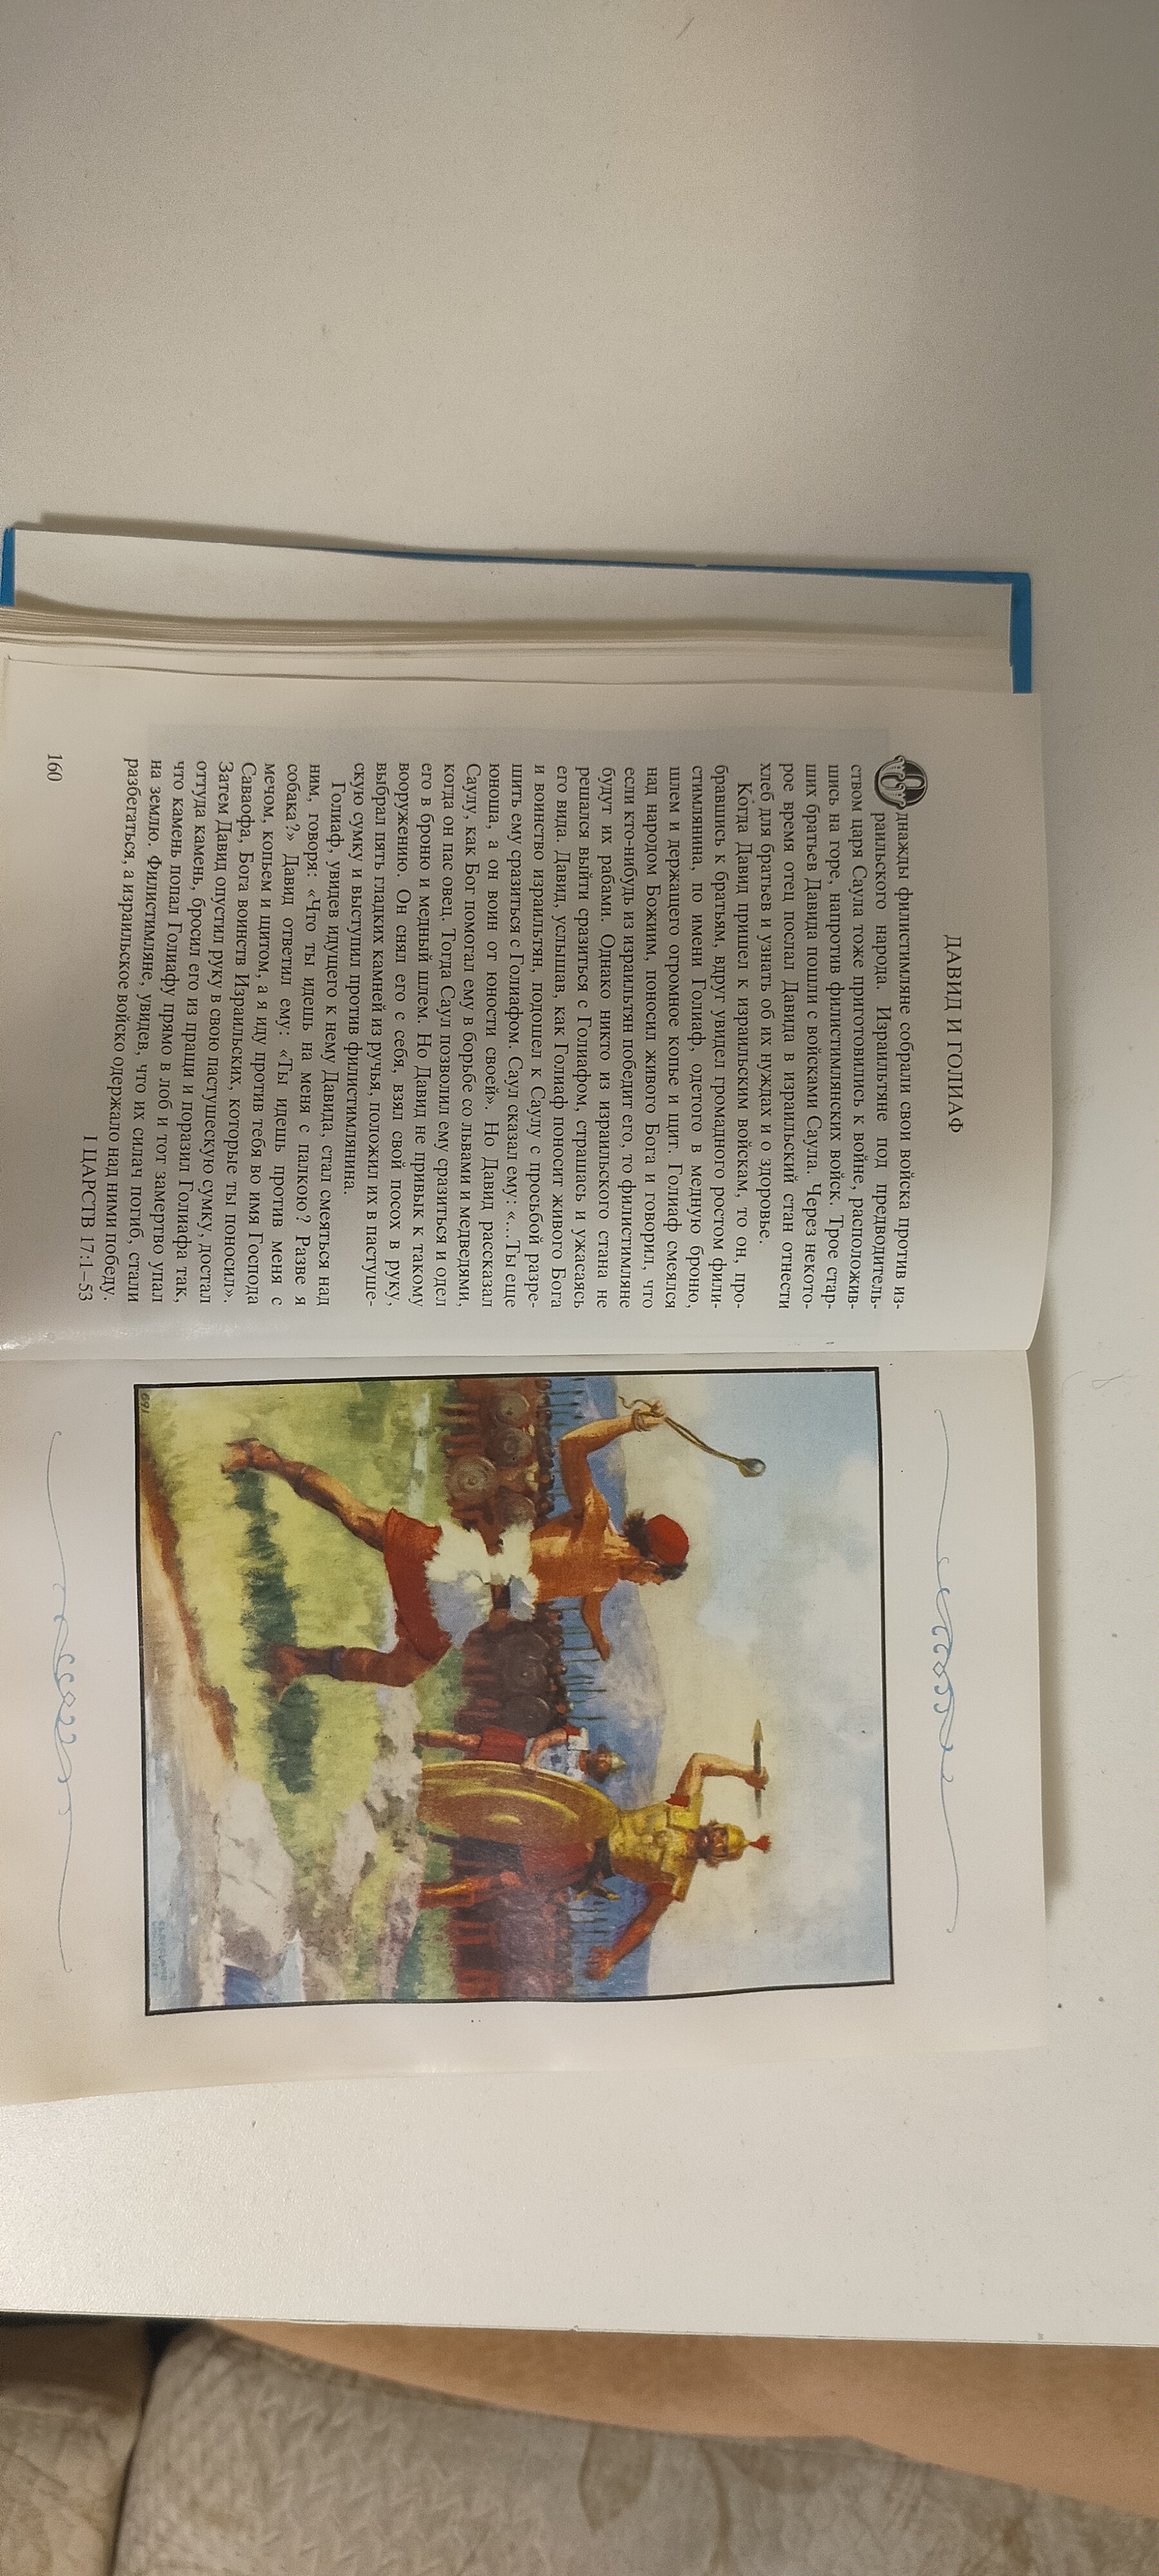 ДАВИД И ГОЛИАФ
Однажды филистимляне собрали свои войска против из-
раильского народа. Израильтяне под предводитель-
ством царя Саула тоже приготовились к войне, расположив-
шись на горе, напротив филистимлянских войск. Трое стар-
ших братьев Давида пошли с войсками Саула. Через некото-
рое время отец послал Давида в израильский стан отнести
хлеб для братьев и узнать об их нуждах и о здоровье.
Когда Давид пришел к израильским войскам, то он, про-
бравшись к братьям, вдруг увидел громадного ростом фили-
стимлянина, по имени Голиаф, одетого в медную броню,
шлем и держащего огромное копье и щит. Голиаф смеялся
над народом Божиим, поносил живого Бога и говорил, что
если кто-нибудь из израильтян победит его, то филистимляне
будут их рабами. Однако никто из израильского стана не
решался выйти сразиться с Голиафом, страшась и ужасаясь
его вида. Давид, услышав, как Голиаф поносит живого Бога
и воинство израильтян, подошел к Саулу с просьбой разре-
шить ему сразиться с Голиафом. Саул сказал ему: «...Ты еще
юноша, а он воин от юности своей». Но Давид рассказал
Саулу, как Бог помогал ему в борьбе со львами и медведями,
когда он пас овец. Тогда Саул позволил ему сразиться и одел
его в броню и медный шлем. Но Давид не привык к такому
вооружению. Он снял его с себя, взял свой посох в руку,
выбрал пять гладких камней из ручья, положил их в пастуше-
скую сумку и выступил против филистимлянина.
Голиаф, увидев идущего к нему Давида, стал смеяться над
ним, говоря: «Что ты идешь на меня с палкою? Разве я
собака?» Давид ответил ему: «Ты идешь против меня с
мечом, копьем и щитом, а я иду против тебя во имя Господа
Саваофа, Бога воинств Израильских, которые ты поносил».
Затем Давид опустил руку в свою пастушескую сумку, достал
оттуда камень, бросил его из пращи и поразил Голиафа так,
что камень попал Голиафу прямо в лоб и тот замертво упал
на землю. Филистимляне, увидев, что их силач погиб, стали
разбегаться, а израильское войско одержало над ними победу.
I ЦАРСТВ 17:1–53
160
691